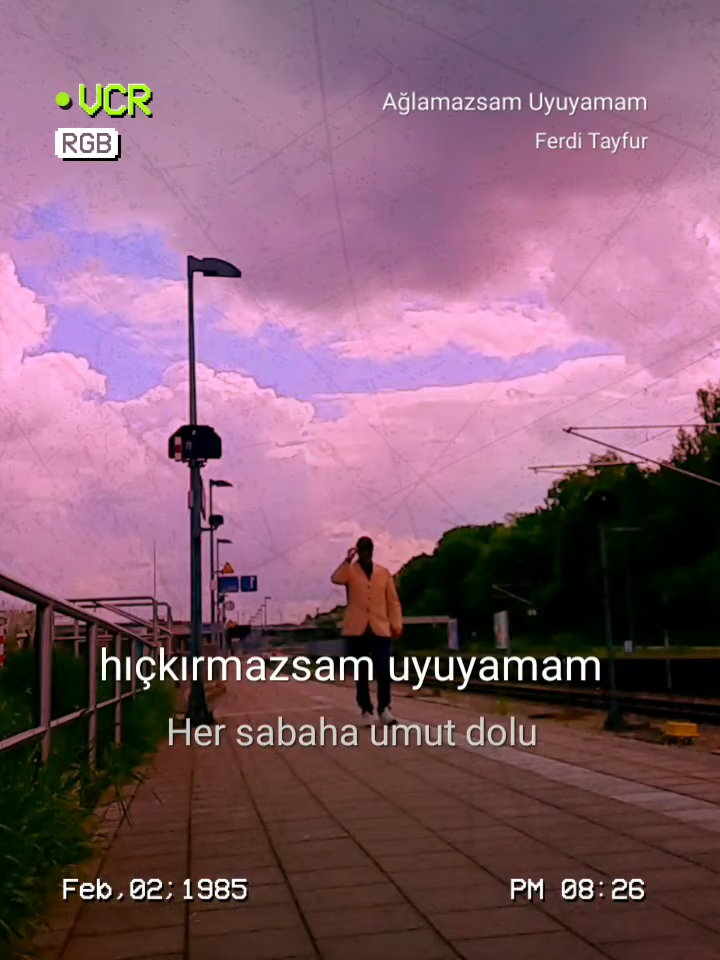 VCR
RGB
Ağlamazsam Uyuyamam
Ferdi Tayfur
hıçkırmazsam uyuyamam
Her sabaha umut dolu
Feb,02;1985
PM 08:26